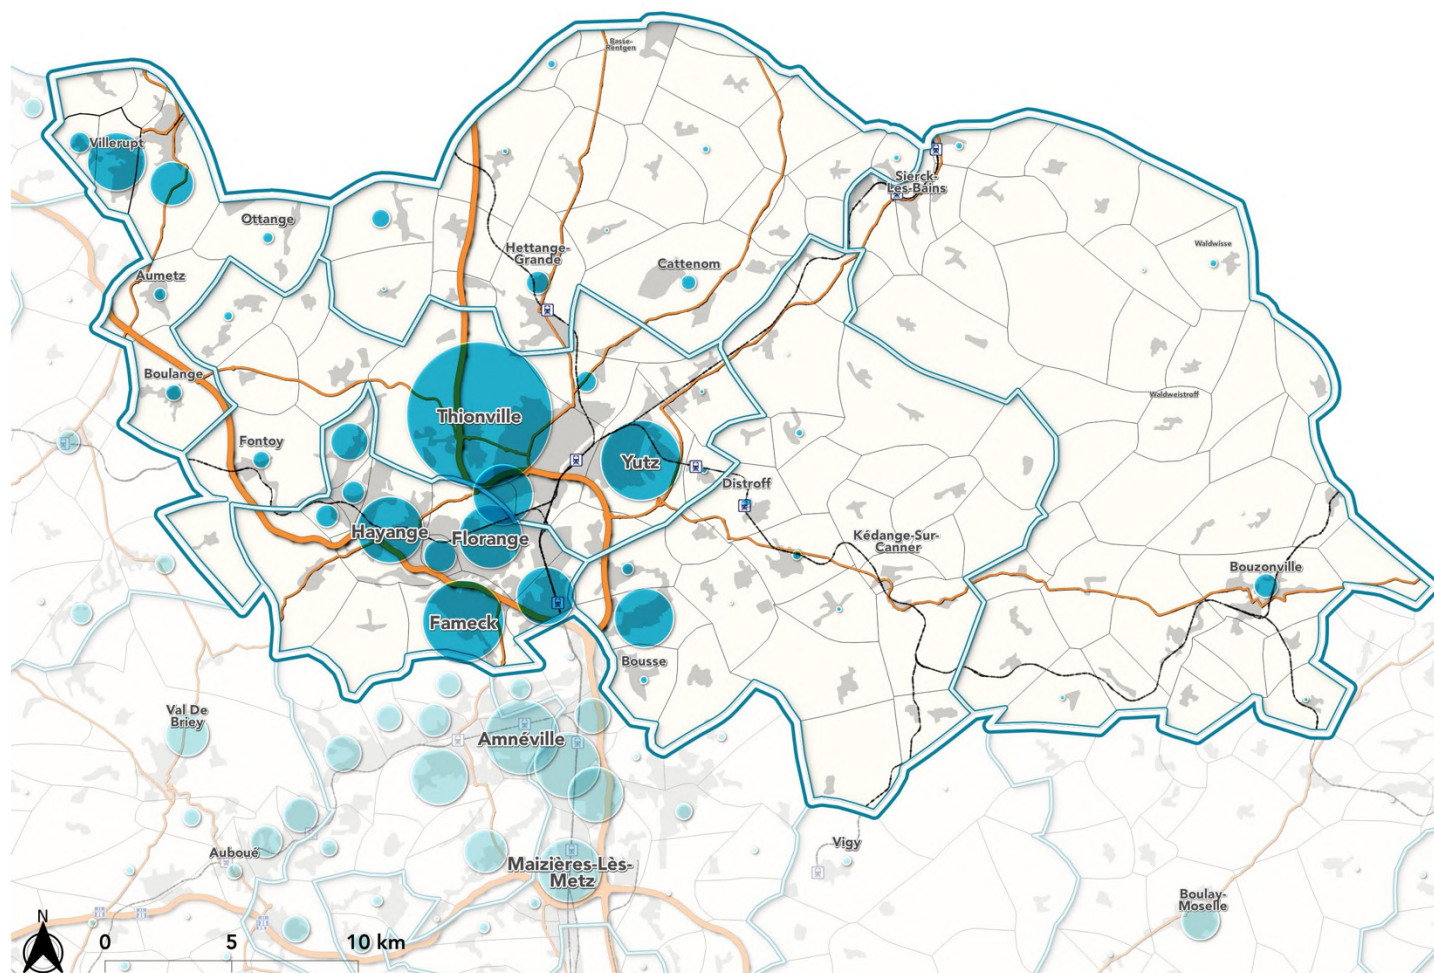 Basse-
Rentgen
Villerupt
Sierck-
Les-Bains
Ottange
Waldwisse
Hettange-
Grande
Cattenom
Aumetz
Boulange
Waldweistroff
Thionville
Fontoy
Yutz
Distroff
Hayange
Florange
Kédange-Sur-
Canner
Bouzonville
Fameck
Bousse
Val De
Briey
Amnéville
Vigy
Auboué
Maizières-Lès-
Metz
Boulay-
Moselle
N
0 5 10 km